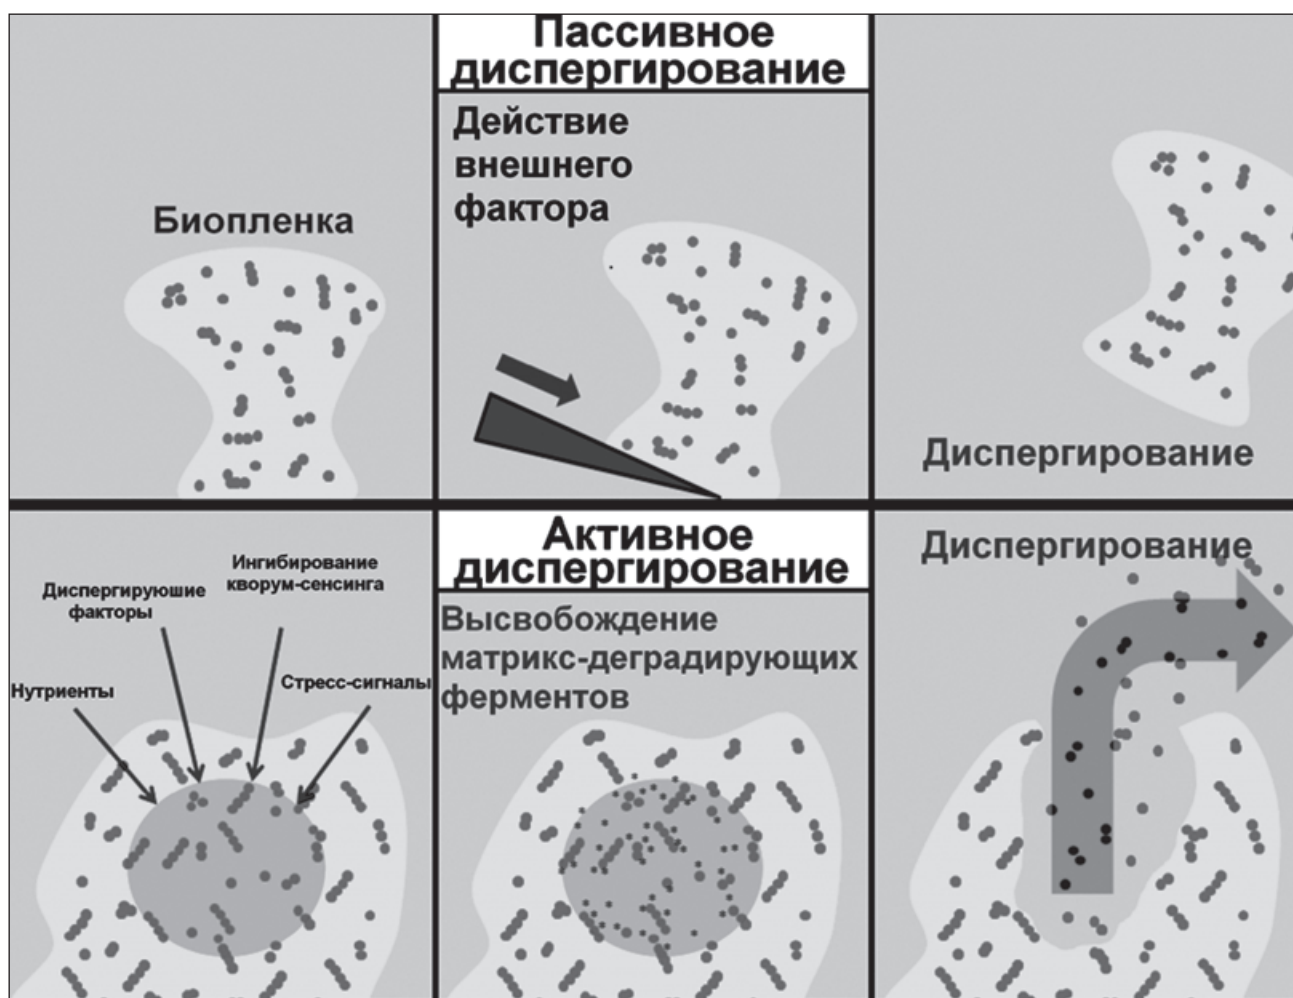 Пассивное
диспергирование
Действие
внешнего
фактора
Биопленка
Диспергирование
Активное
диспергирование
Диспергирование
Ингибирование
кворум-сенсинга
Диспергируюшие
факторы
Стресс-сигналы
Нутриенты
Высвобождение
матрикс-деградирующих
ферментов